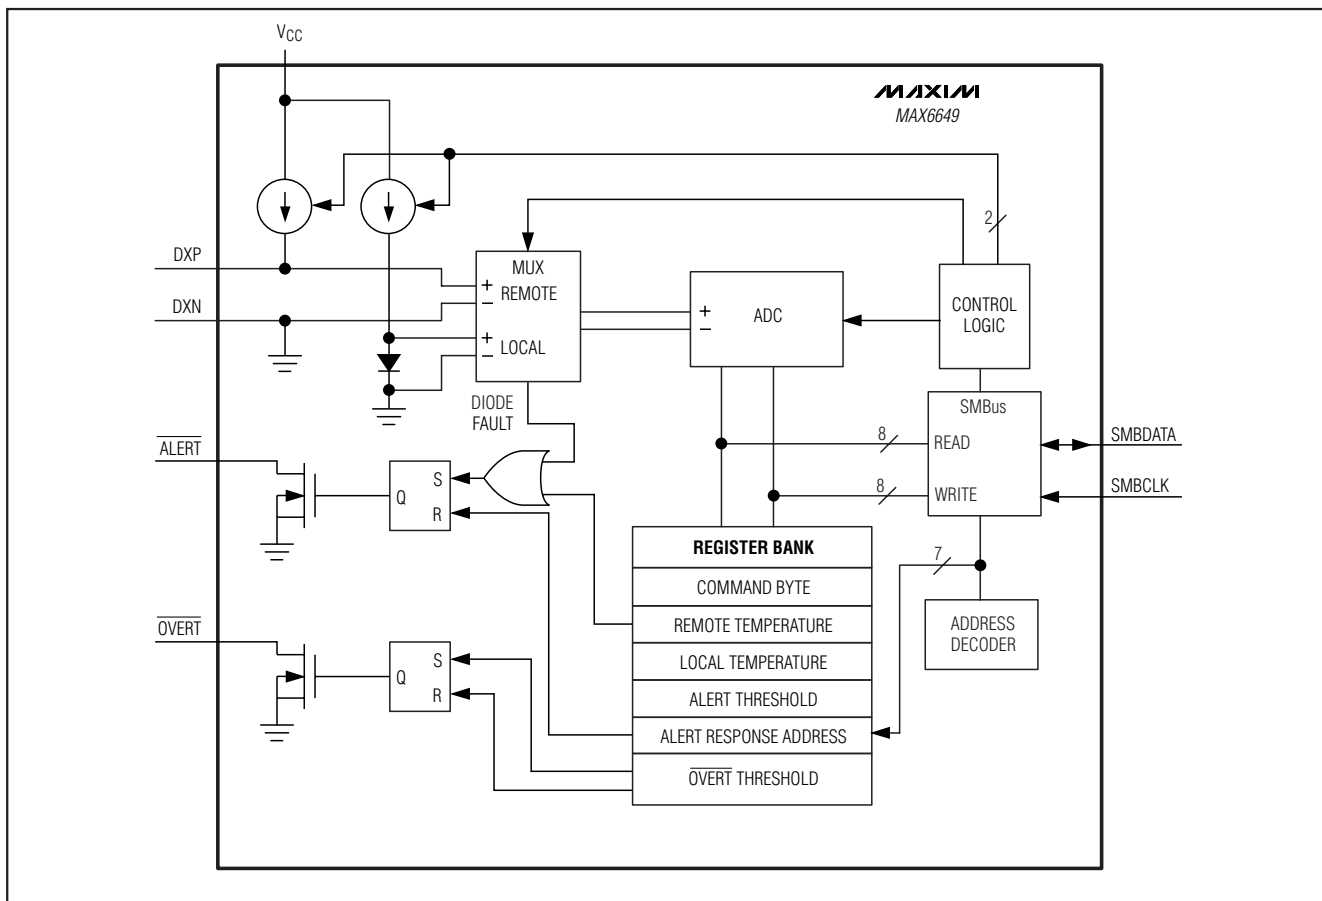 VCC
MAXIM
MAX6649
2
DXP
DXN
MUX
+
REMOTE
−
+
LOCAL
−
+
−
ADC
CONTROL
LOGIC
DIODE
FAULT
SMBus
8
READ
SMBDATA
8
WRITE
SMBCLK
ALERT
S
Q
R
REGISTER BANK
COMMAND BYTE
REMOTE TEMPERATURE
LOCAL TEMPERATURE
ALERT THRESHOLD
ALERT RESPONSE ADDRESS
OVERT THRESHOLD
7
ADDRESS
DECODER
OVERT
S
Q
R